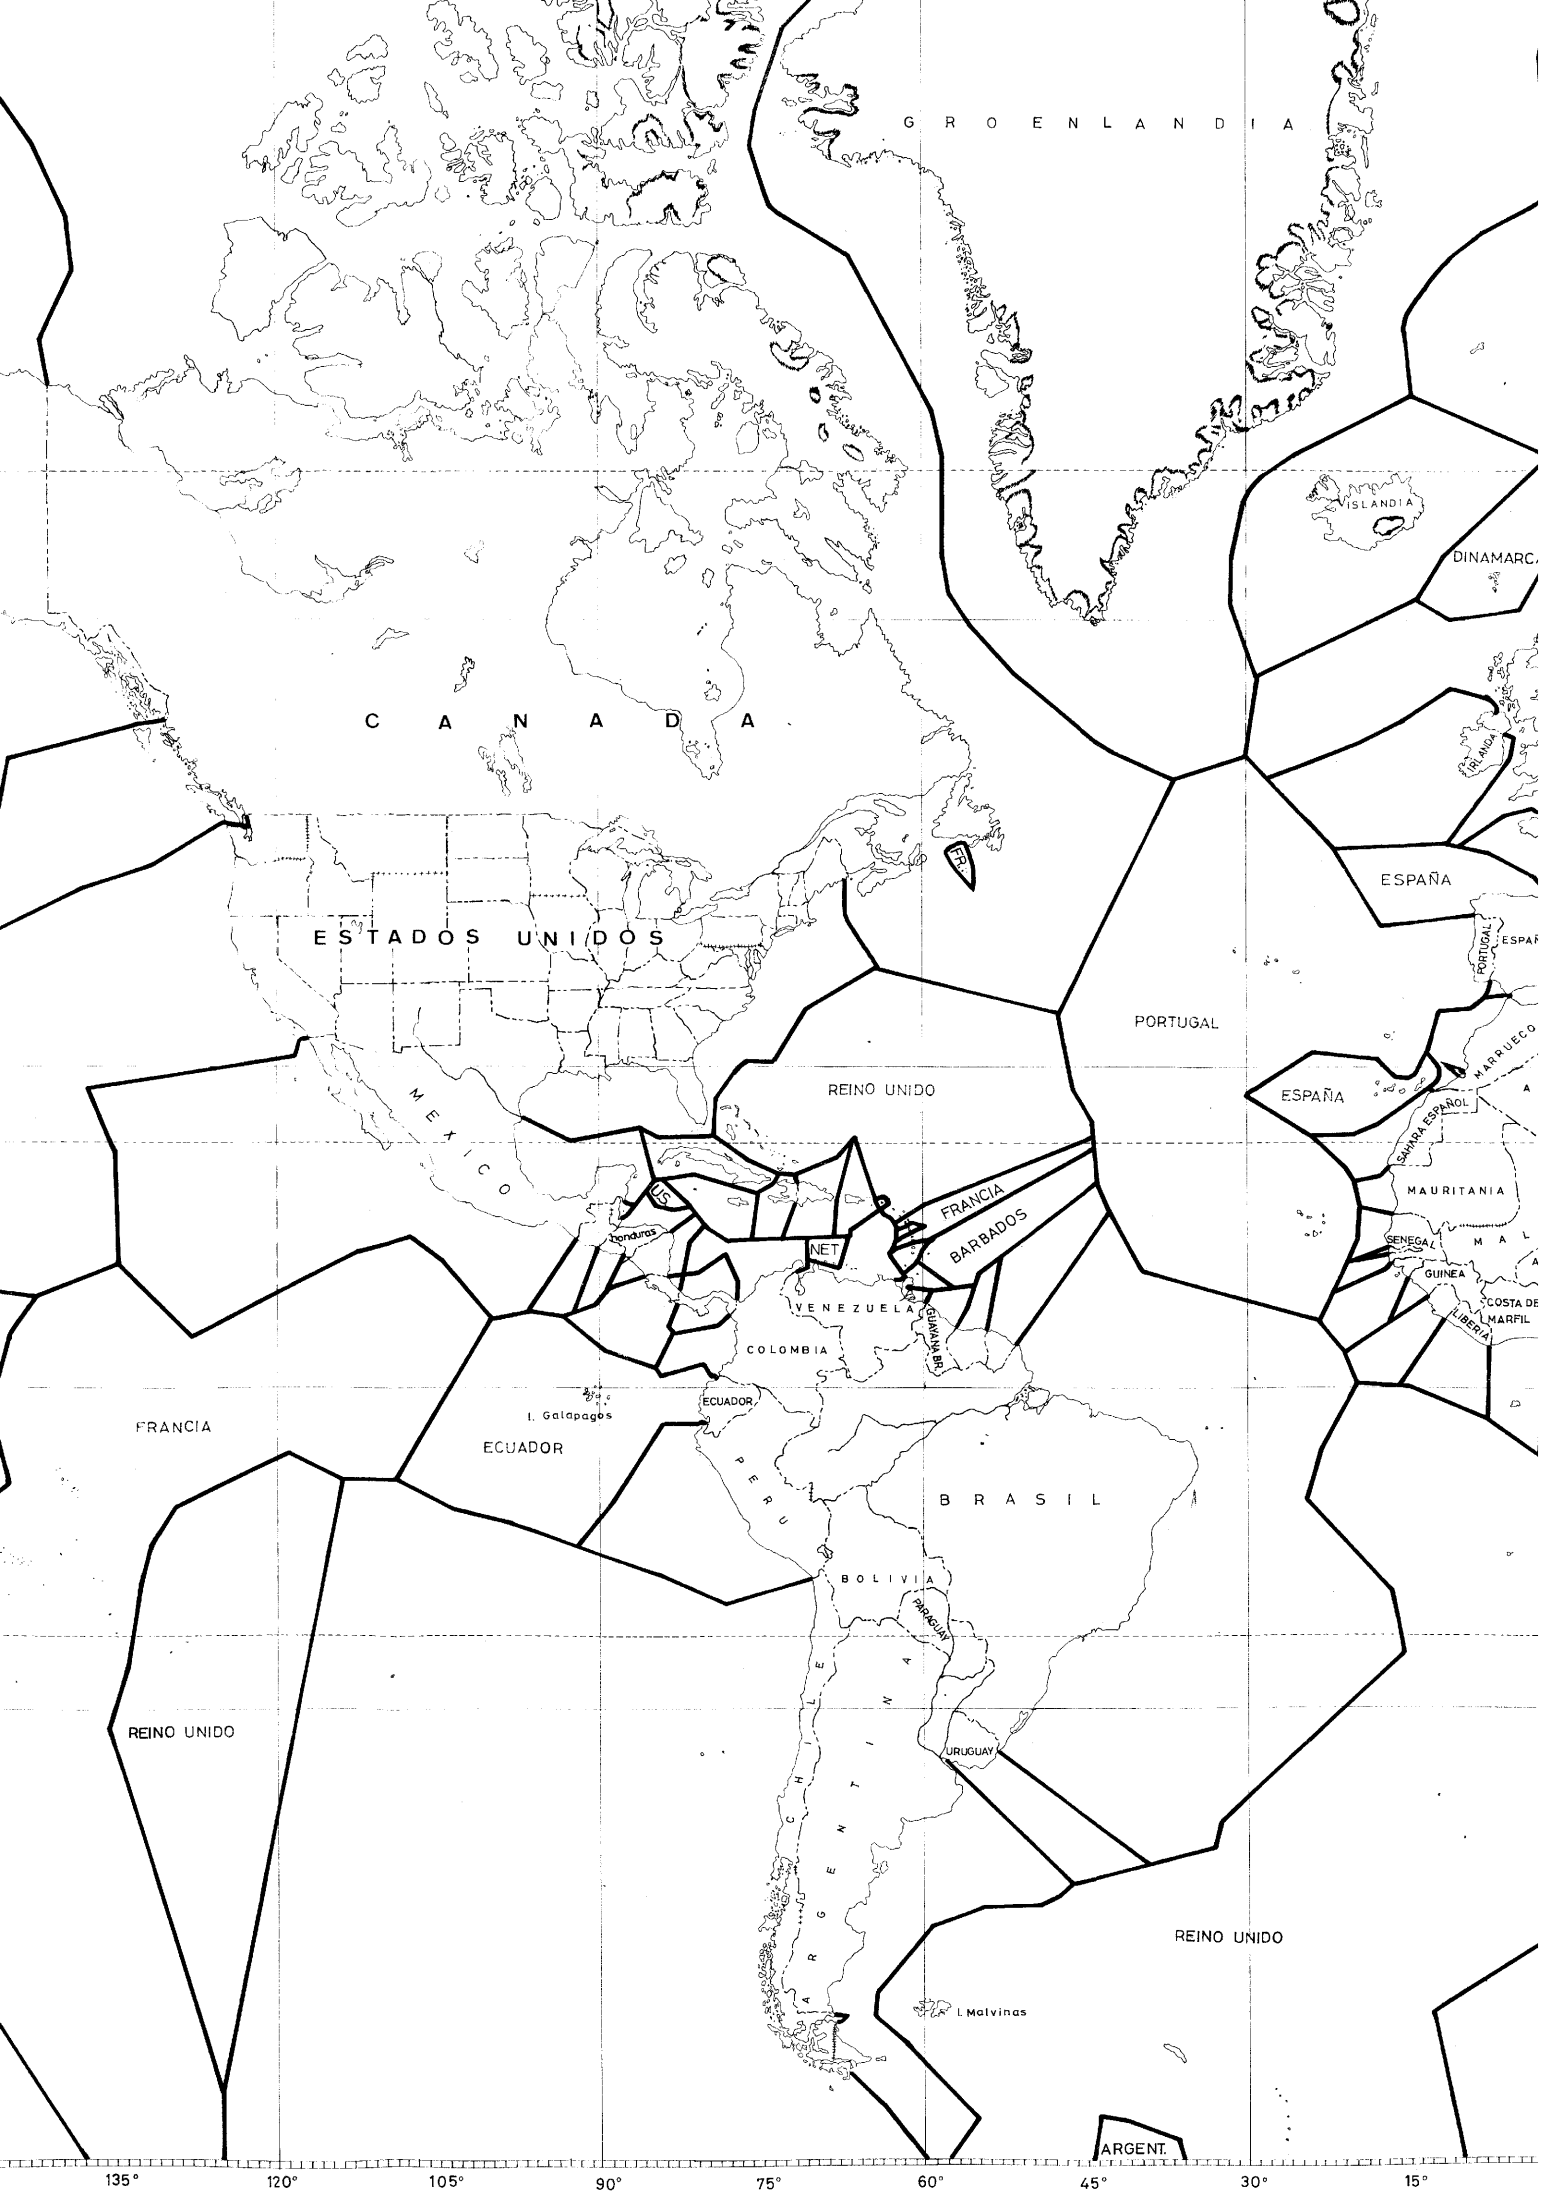 GROENLANDIA
ISLANDIA
DINAMARC
CANADA
IRLANDA
FR.
ESPAÑA
ESTADOS UNIDOS
PORTUGAL
ESPAÑ
PORTUGAL
MARRUECO
REINO UNIDO
ESPAÑA
A
MEXICO
SAHARA ESPAÑOL
US
FRANCIA
MAURITANIA
honduras
BARBADOS
NET
SENEGAL
MAL
GUINEA
A
VENEZUELA
GUAYANA BR.
COSTA DE
MARFIL
LIBERIA
COLOMBIA
ECUADOR
I. Galapagos
FRANCIA
ECUADOR
PERU
BRASIL
BOLIVIA
PARAGUAY
CHILE
ARGENTINA
REINO UNIDO
URUGUAY
REINO UNIDO
I. Malvinas
ARGENT.
135° 120° 105° 90° 75° 60° 45° 30° 15°